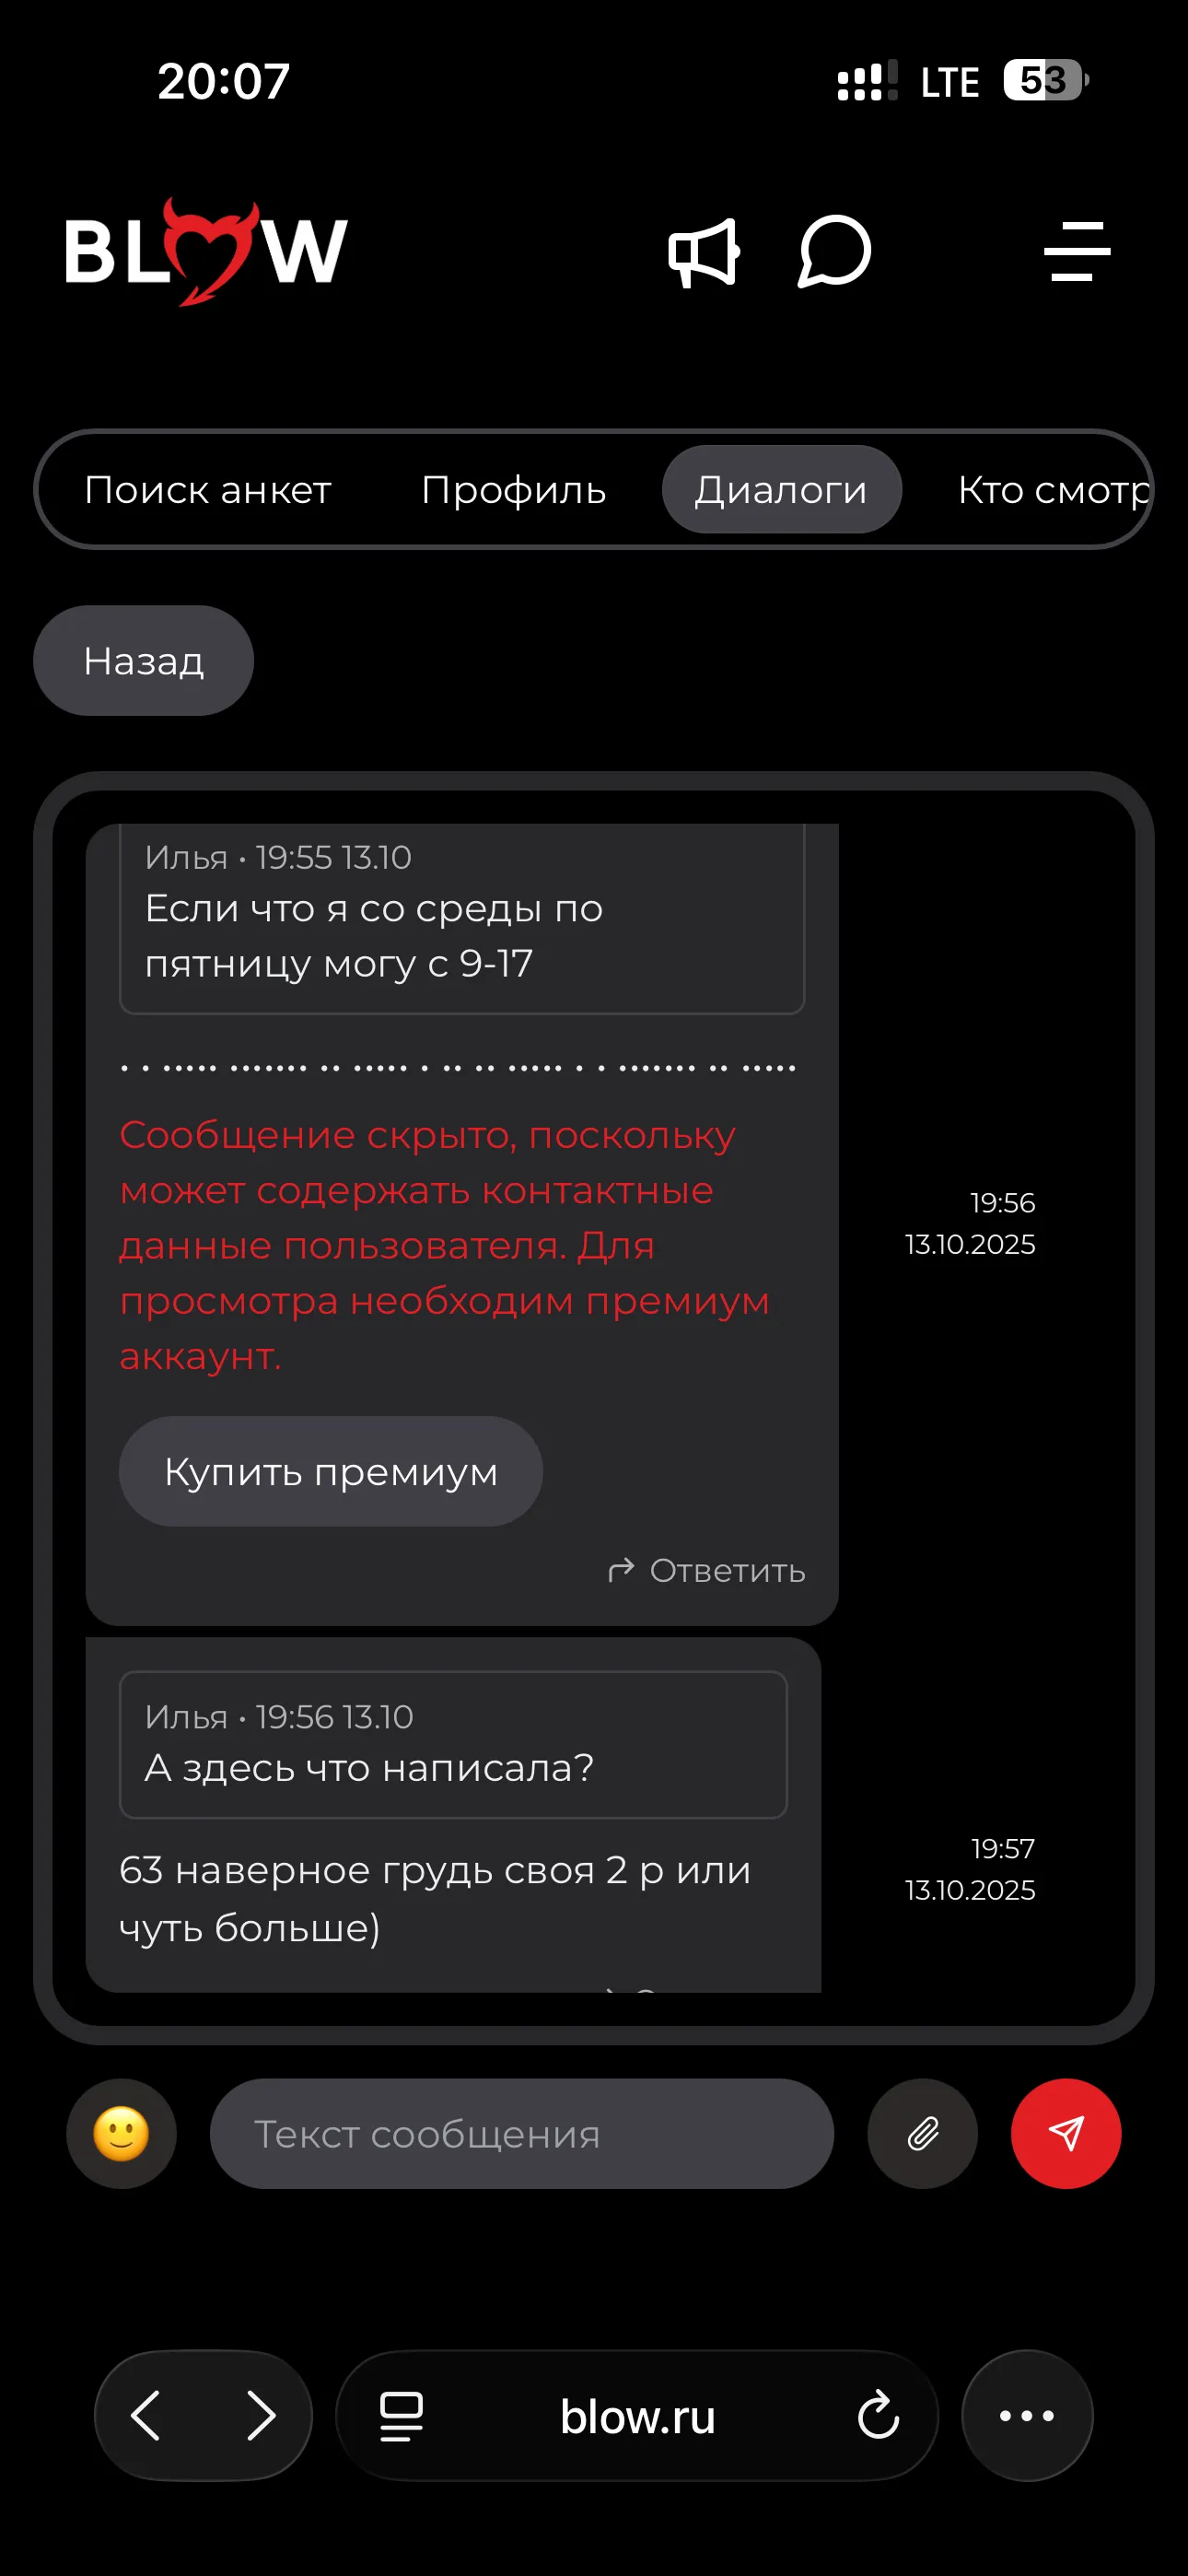 20:07 LTE 53
BLOW
Поиск анкет Профиль Диалоги Кто смотр
Назад
Илья • 19:55 13.10
Если что я со среды по
пятницу могу с 9-17
• • ••••• ••••••• •• ••••• • •• •• ••••• • • ••••••• •• •••••
Сообщение скрыто, поскольку
может содержать контактные
данные пользователя. Для
просмотра необходим премиум
аккаунт.
19:56
13.10.2025
Купить премиум
Ответить
Илья • 19:56 13.10
А здесь что написала?
63 наверное грудь своя 2 р или
чуть больше)
19:57
13.10.2025
Текст сообщения
blow.ru